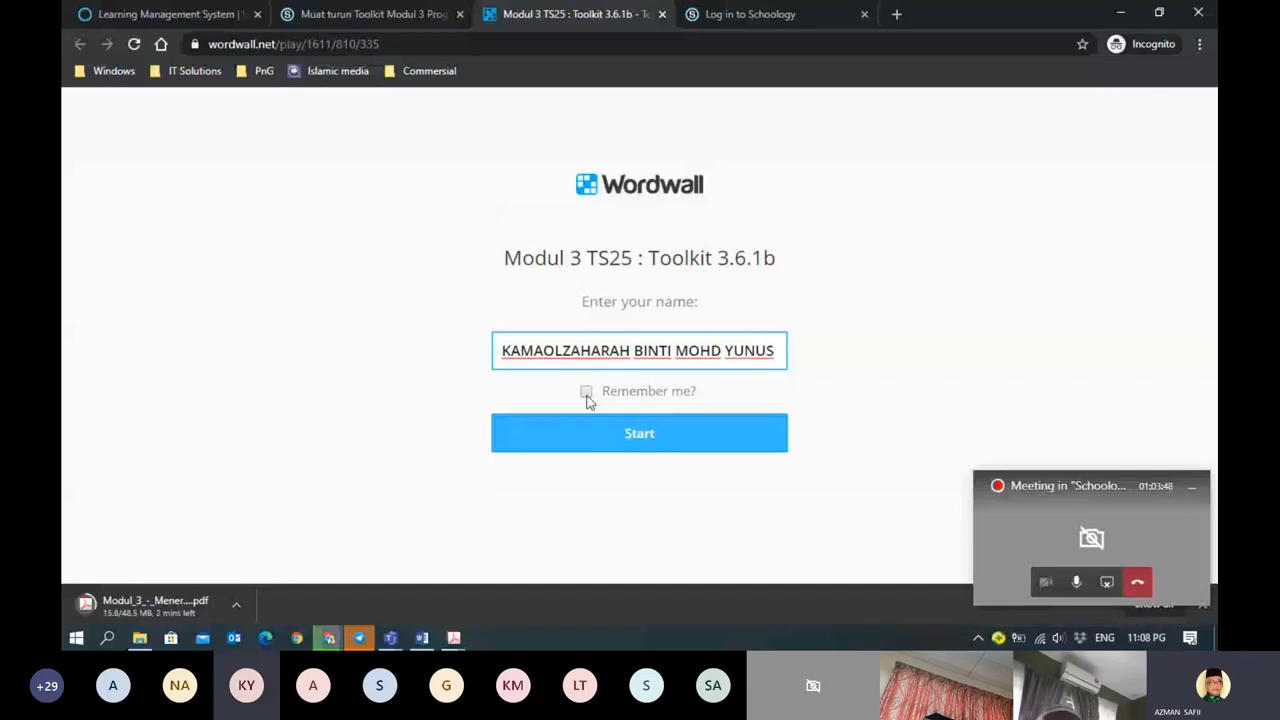 Learning Management System |
Muat turun Toolkit Modul 3 Prog
Modul 3 TS25 : Toolkit 3.6.1b - To
Log in to Schoology
wordwall.net/play/1611/810/335
Incognito
Windows
IT Solutions
PnG
Islamic media
Commersial
Wordwall
Modul 3 TS25 : Toolkit 3.6.1b
Enter your name:
KAMAOLZAHARAH BINTI MOHD YUNUS
Remember me?
Start
Meeting in "Schoolo... 01:03:48
Modul_3_-_Mener....pdf
15.8/48.5 MB, 2 mins left
ENG 11:08 PG
+29 A NA KY A S G KM LT S SA
AZMAN SAFII